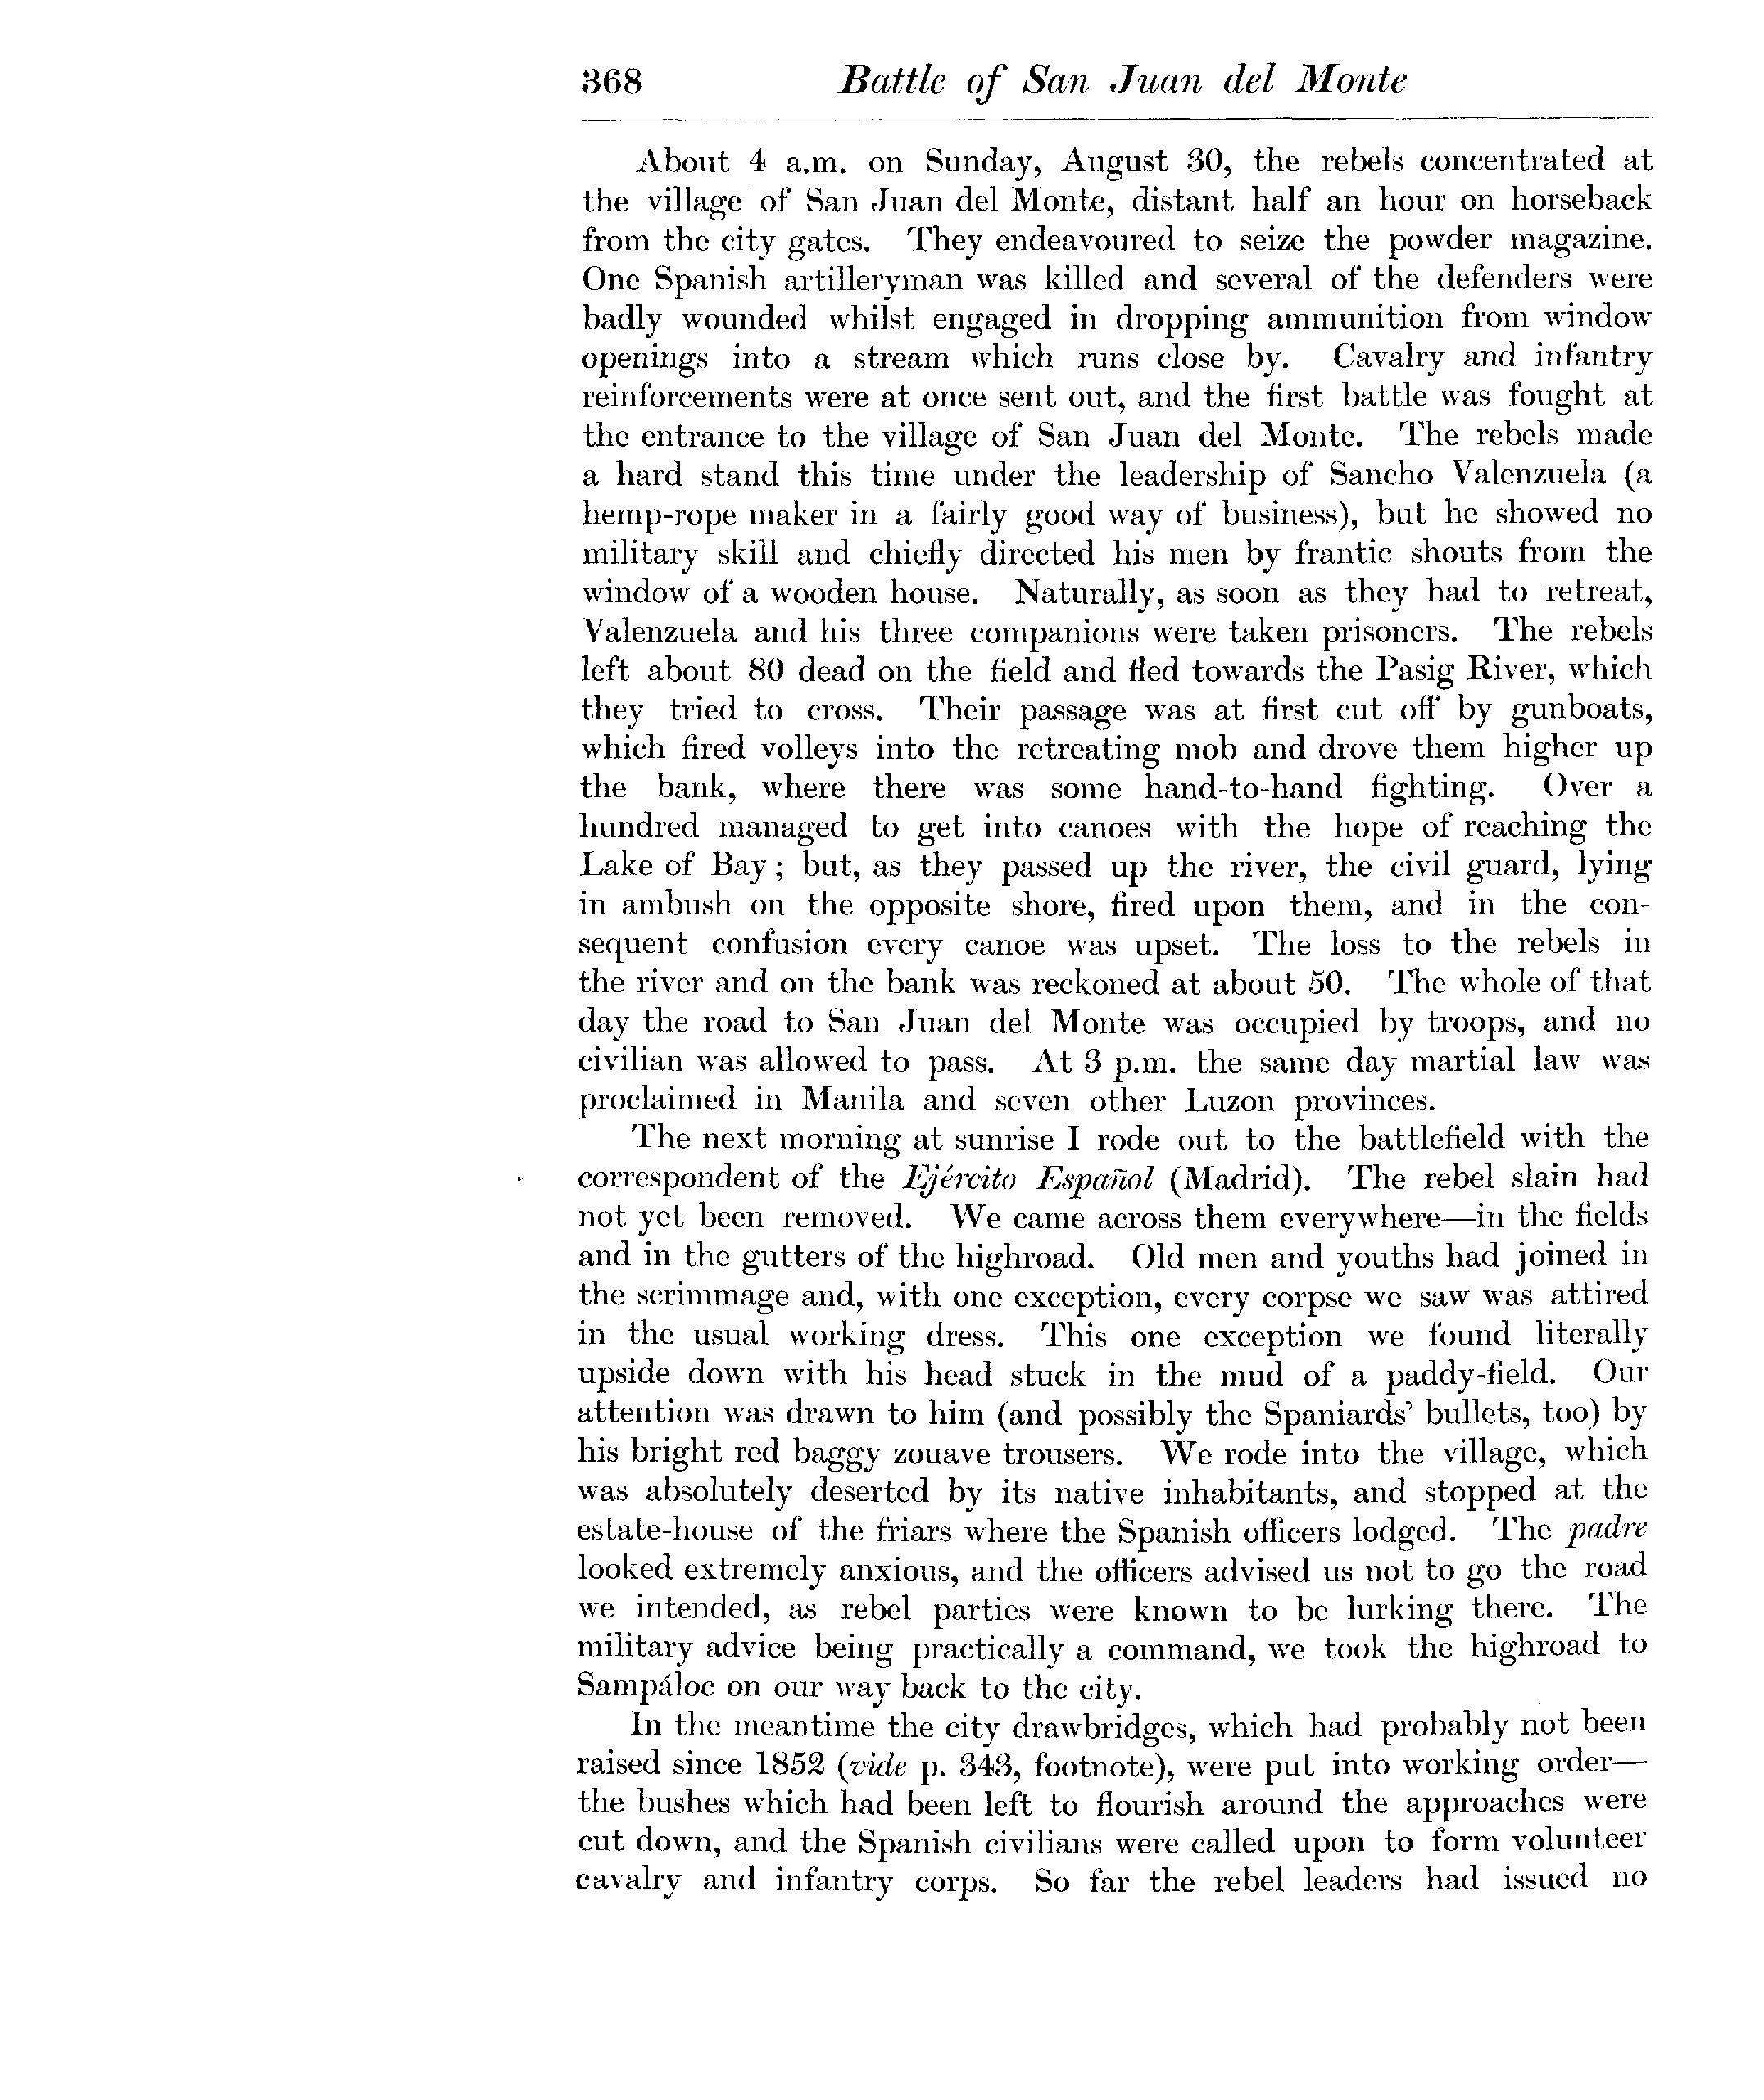 368 Battle of San Juan del Monte
About 4 a.m. on Sunday, August 30, the rebels concentrated at
the village of San Juan del Monte, distant half an hour on horseback
from the city gates. They endeavoured to seize the powder magazine.
One Spanish artilleryman was killed and several of the defenders were
badly wounded whilst engaged in dropping ammunition from window
openings into a stream which runs close by. Cavalry and infantry
reinforcements were at once sent out, and the first battle was fought at
the entrance to the village of San Juan del Monte. The rebels made
a hard stand this time under the leadership of Sancho Valenzuela (a
hemp-rope maker in a fairly good way of business), but he showed no
military skill and chiefly directed his men by frantic shouts from the
window of a wooden house. Naturally, as soon as they had to retreat,
Valenzuela and his three companions were taken prisoners. The rebels
left about 80 dead on the field and fled towards the Pasig River, which
they tried to cross. Their passage was at first cut off by gunboats,
which fired volleys into the retreating mob and drove them higher up
the bank, where there was some hand-to-hand fighting. Over a
hundred managed to get into canoes with the hope of reaching the
Lake of Bay; but, as they passed up the river, the civil guard, lying
in ambush on the opposite shore, fired upon them, and in the con-
sequent confusion every canoe was upset. The loss to the rebels in
the river and on the bank was reckoned at about 50. The whole of that
day the road to San Juan del Monte was occupied by troops, and no
civilian was allowed to pass. At 3 p.m. the same day martial law was
proclaimed in Manila and seven other Luzon provinces.
The next morning at sunrise I rode out to the battlefield with the
correspondent of the Ejército Español (Madrid). The rebel slain had
not yet been removed. We came across them everywhere—in the fields
and in the gutters of the highroad. Old men and youths had joined in
the scrimmage and, with one exception, every corpse we saw was attired
in the usual working dress. This one exception we found literally
upside down with his head stuck in the mud of a paddy-field. Our
attention was drawn to him (and possibly the Spaniards' bullets, too) by
his bright red baggy zouave trousers. We rode into the village, which
was absolutely deserted by its native inhabitants, and stopped at the
estate-house of the friars where the Spanish officers lodged. The padre
looked extremely anxious, and the officers advised us not to go the road
we intended, as rebel parties were known to be lurking there. The
military advice being practically a command, we took the highroad to
Sampáloc on our way back to the city.
In the meantime the city drawbridges, which had probably not been
raised since 1852 (vide p. 343, footnote), were put into working order—
the bushes which had been left to flourish around the approaches were
cut down, and the Spanish civilians were called upon to form volunteer
cavalry and infantry corps. So far the rebel leaders had issued no